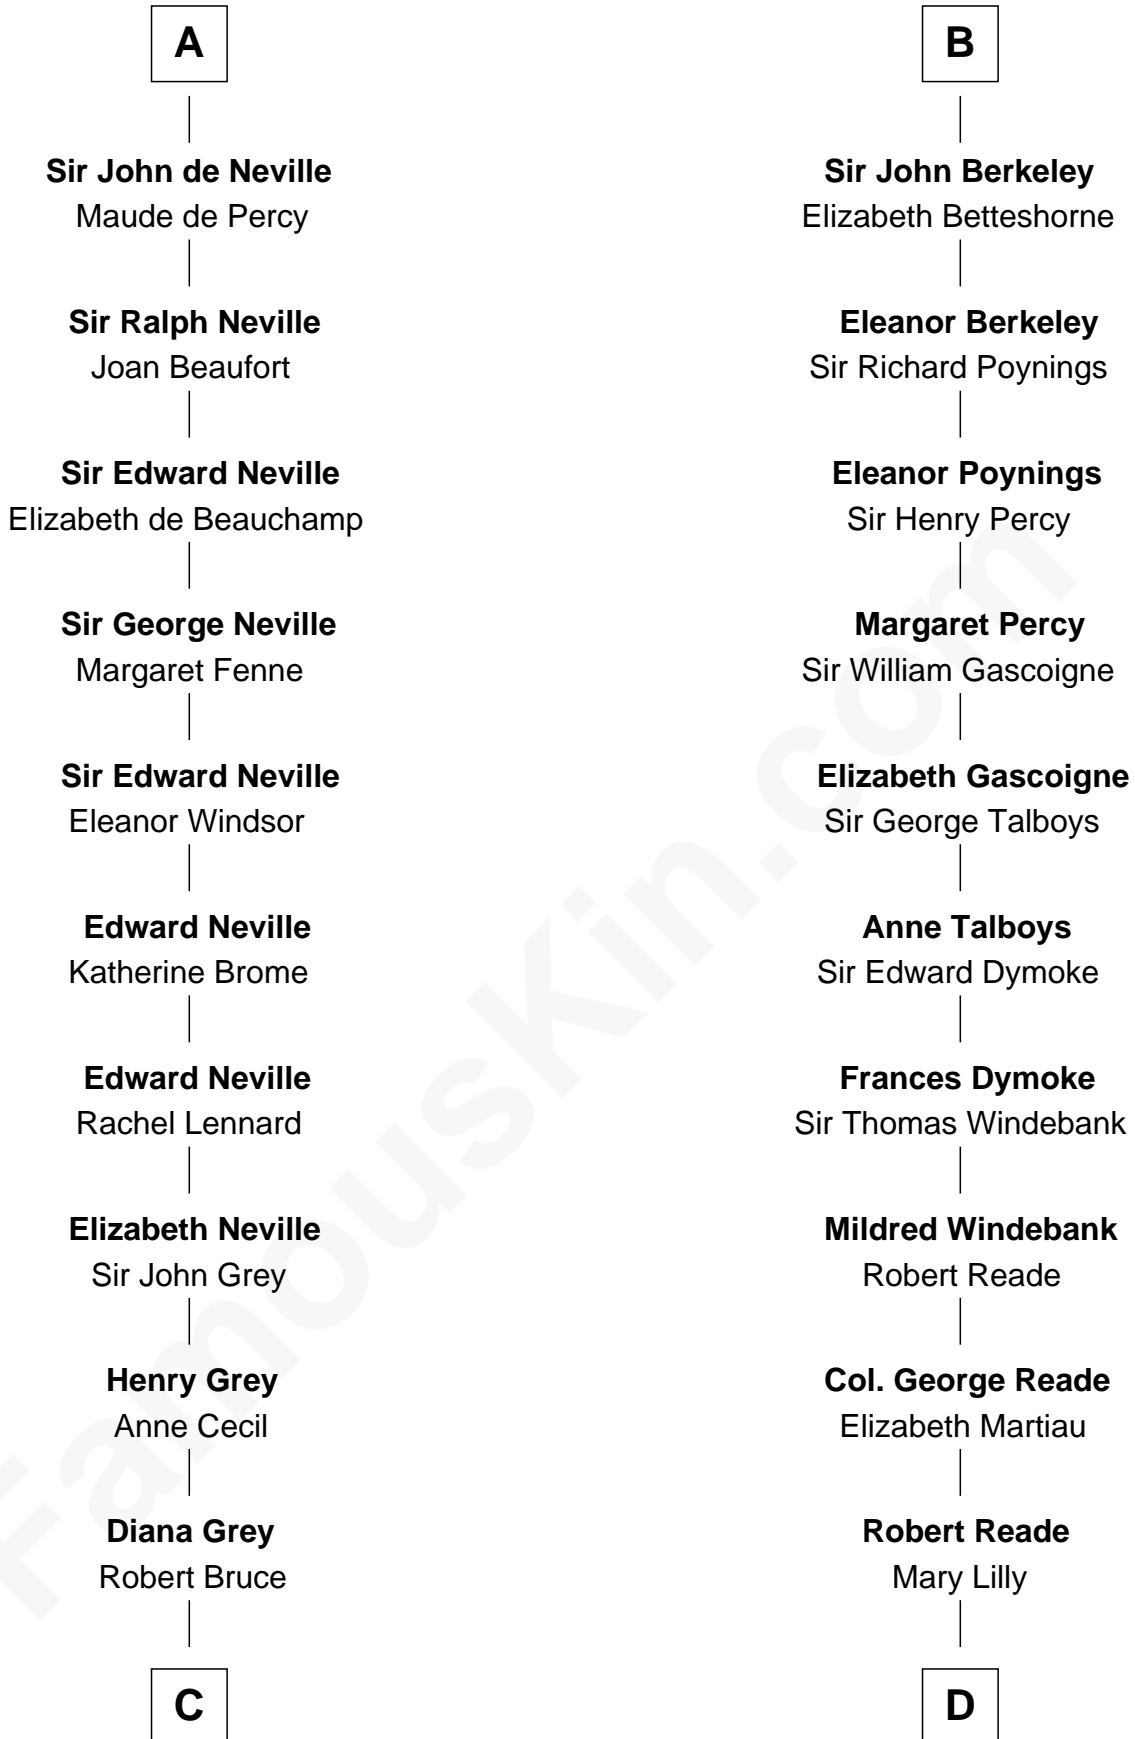 A
Sir John de Neville
Maude de Percy
Sir Ralph Neville
Joan Beaufort
Sir Edward Neville
Elizabeth de Beauchamp
Sir George Neville
Margaret Fenne
Sir Edward Neville
Eleanor Windsor
Edward Neville
Katherine Brome
Edward Neville
Rachel Lennard
Elizabeth Neville
Sir John Grey
Henry Grey
Anne Cecil
Diana Grey
Robert Bruce
C
B
Sir John Berkeley
Elizabeth Betteshorne
Eleanor Berkeley
Sir Richard Poynings
Eleanor Poynings
Sir Henry Percy
Margaret Percy
Sir William Gascoigne
Elizabeth Gascoigne
Sir George Talboys
Anne Talboys
Sir Edward Dymoke
Frances Dymoke
Sir Thomas Windebank
Mildred Windebank
Robert Reade
Col. George Reade
Elizabeth Martiau
Robert Reade
Mary Lilly
D
FamousKin.com